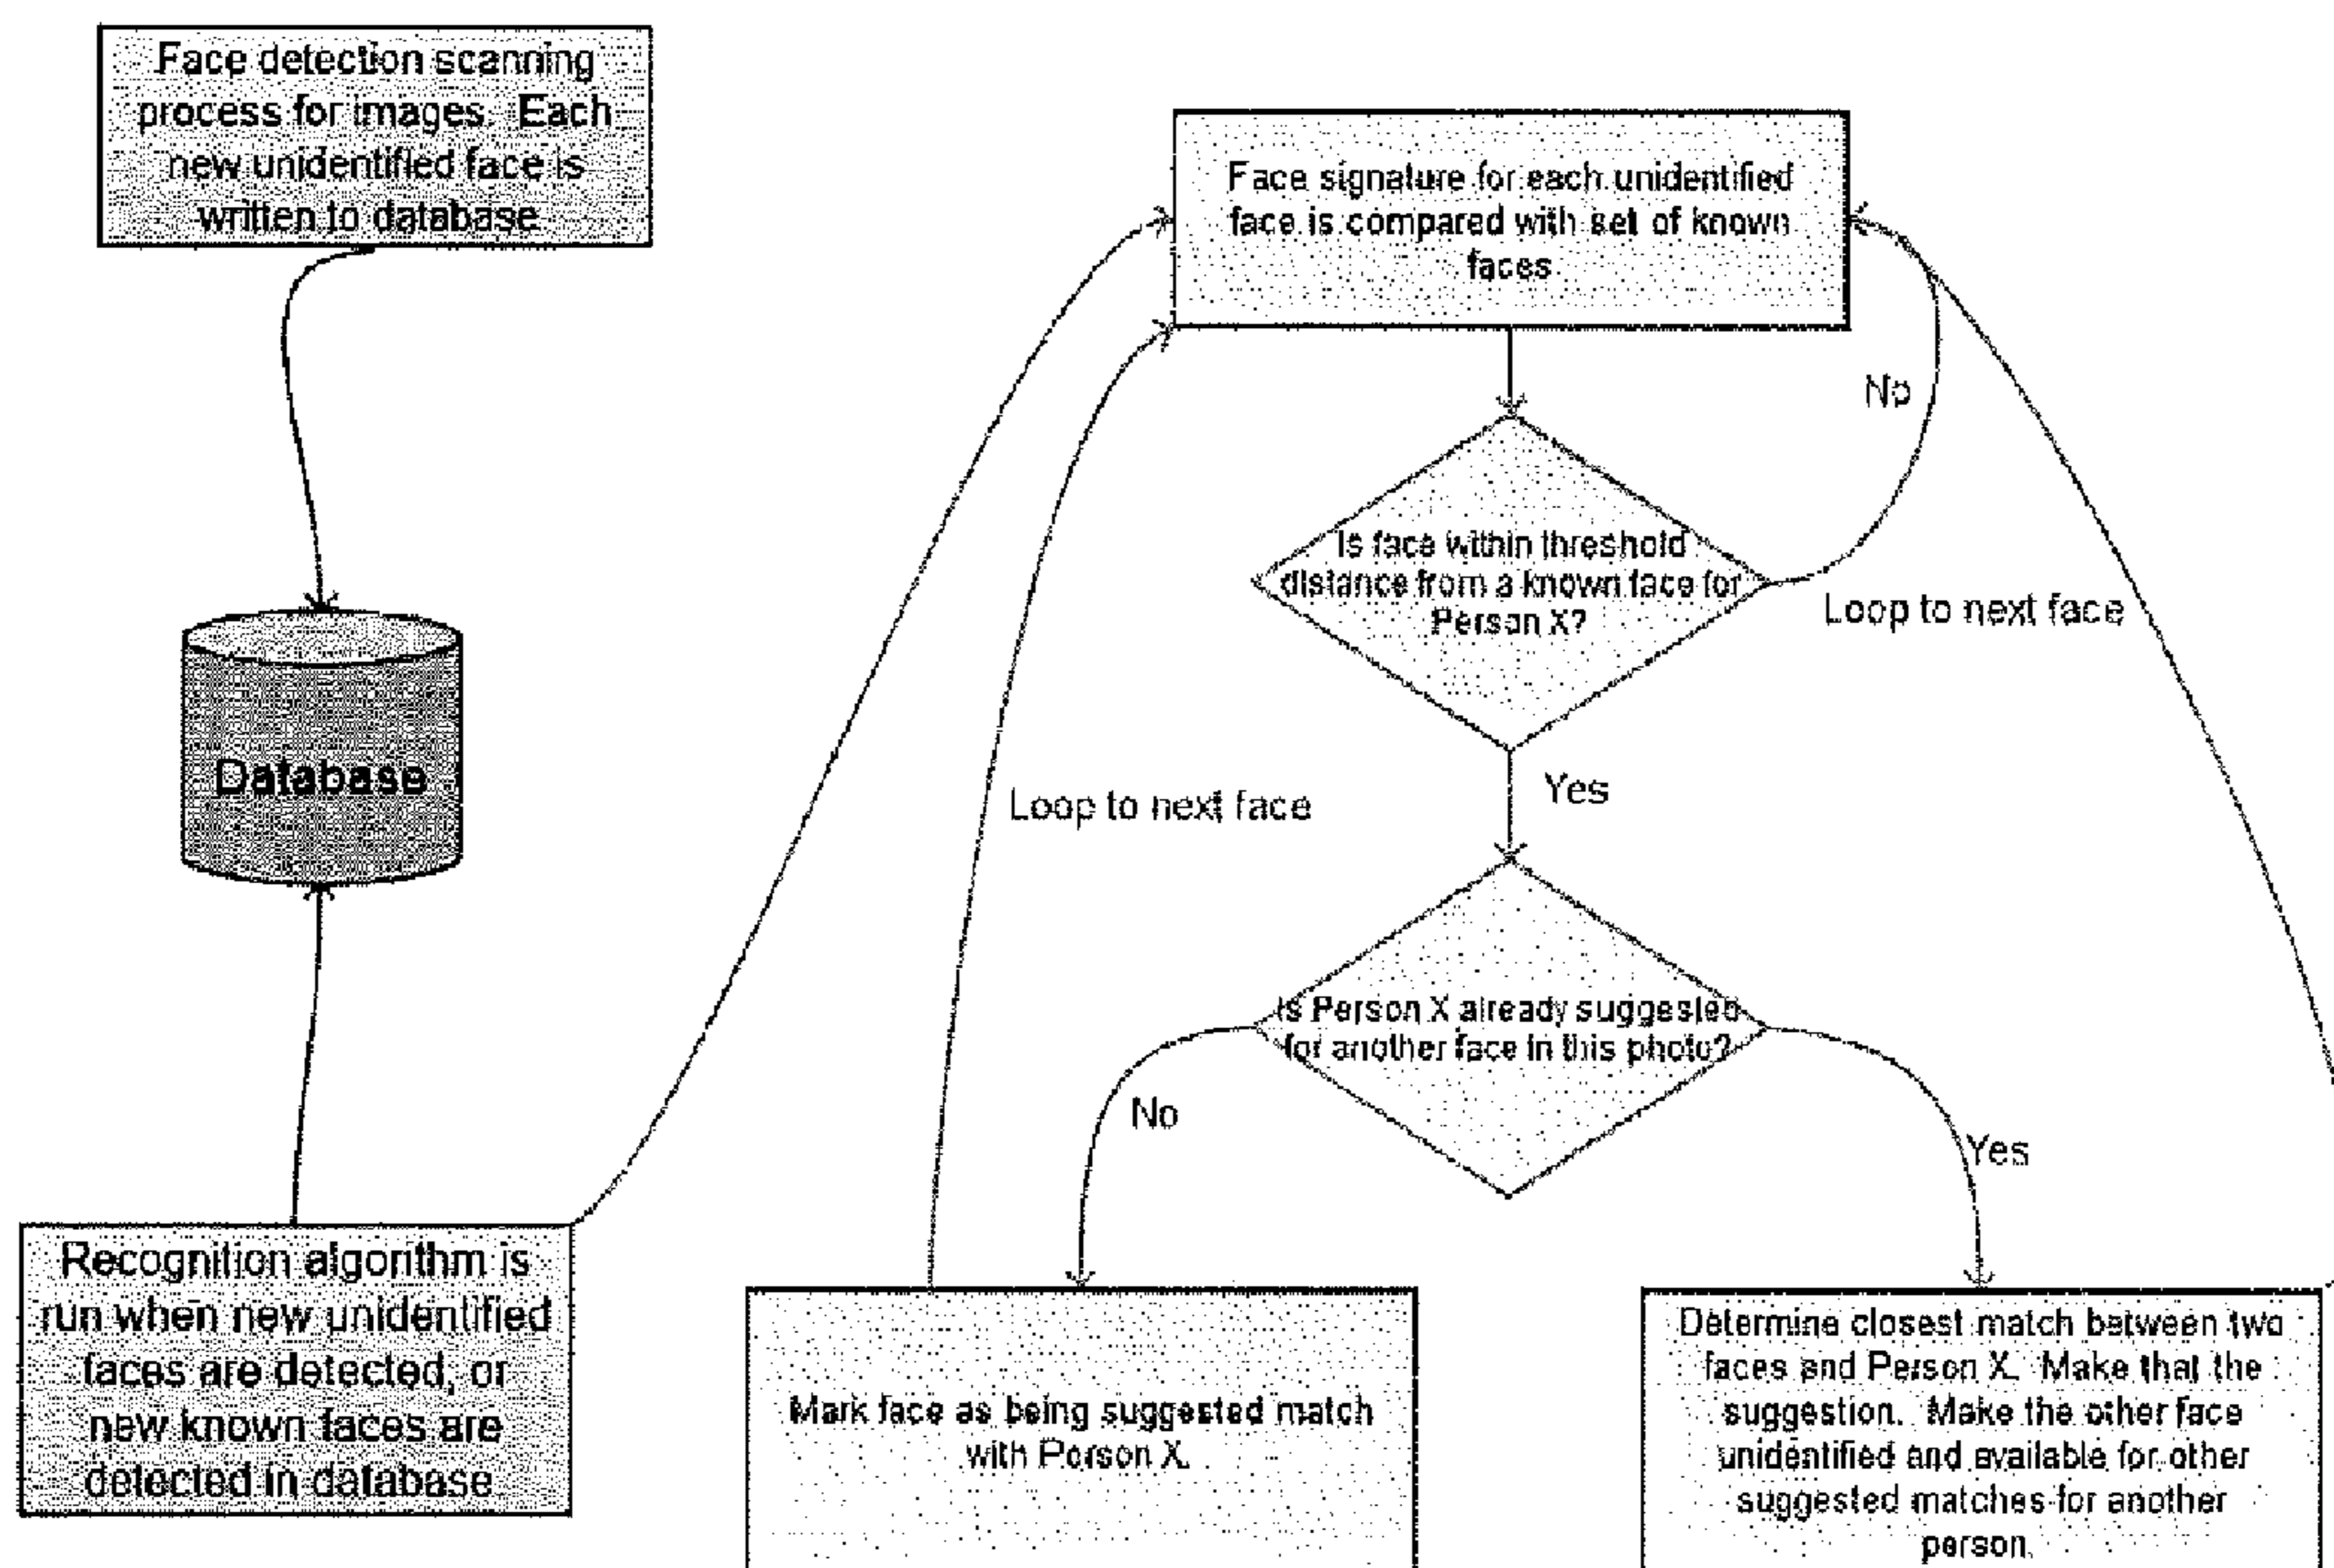 Face detection scanning
process for images. Each
new unidentified face is
written to database
Face signature for each unidentified
face is compared with set of known
faces
No
Is face within threshold
distance from a known face for
Person X?
Loop to next face
Database
Yes
Loop to next face
Is Person X already suggested
for another face in this photo?
No
Yes
Recognition algorithm is
run when new unidentified
faces are detected, or
new known faces are
detected in database
Mark face as being suggested match
with Person X.
Determine closest match between two
faces and Person X. Make that the
suggestion. Make the other face
unidentified and available for other
suggested matches for another
person.